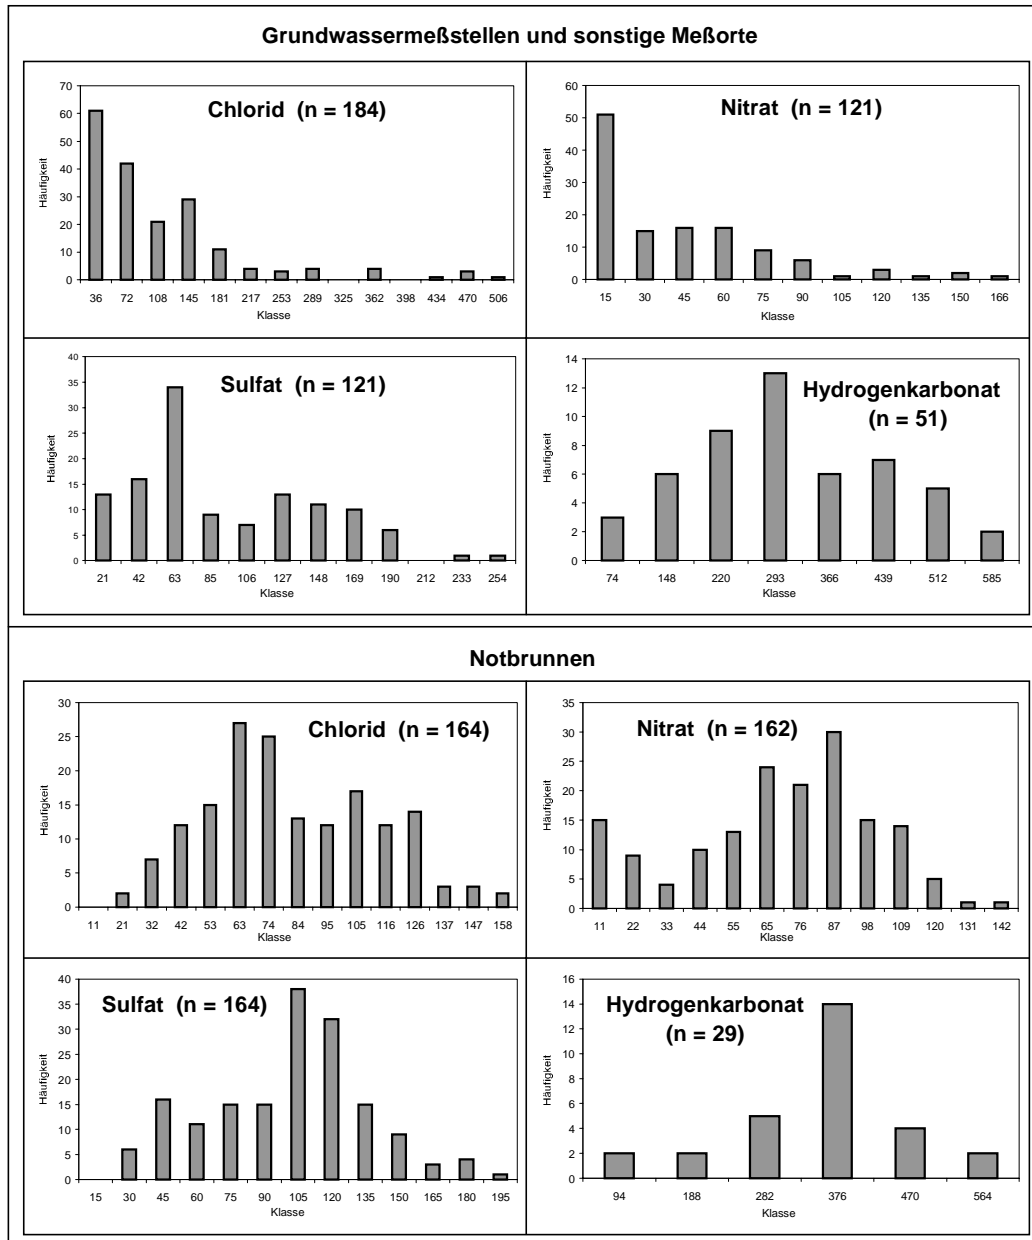 Grundwassermeßstellen und sonstige Meßorte
Chlorid (n = 184)
Häufigkeit
70
60
50
40
30
20
10
0
36 72 108 145 181 217 253 289 325 362 398 434 470 506
Klasse
Nitrat (n = 121)
Häufigkeit
60
50
40
30
20
10
0
15 30 45 60 75 90 105 120 135 150 166
Klasse
Sulfat (n = 121)
Häufigkeit
40
35
30
25
20
15
10
5
0
21 42 63 85 106 127 148 169 190 212 233 254
Klasse
Hydrogenkarbonat
(n = 51)
Häufigkeit
14
12
10
8
6
4
2
0
74 148 220 293 366 439 512 585
Klasse
Notbrunnen
Chlorid (n = 164)
Häufigkeit
30
25
20
15
10
5
0
11 21 32 42 53 63 74 84 95 105 116 126 137 147 158
Klasse
Nitrat (n = 162)
Häufigkeit
35
30
25
20
15
10
5
0
11 22 33 44 55 65 76 87 98 109 120 131 142
Klasse
Sulfat (n = 164)
Häufigkeit
40
35
30
25
20
15
10
5
0
15 30 45 60 75 90 105 120 135 150 165 180 195
Klasse
Hydrogenkarbonat
(n = 29)
Häufigkeit
16
14
12
10
8
6
4
2
0
94 188 282 376 470 564
Klasse